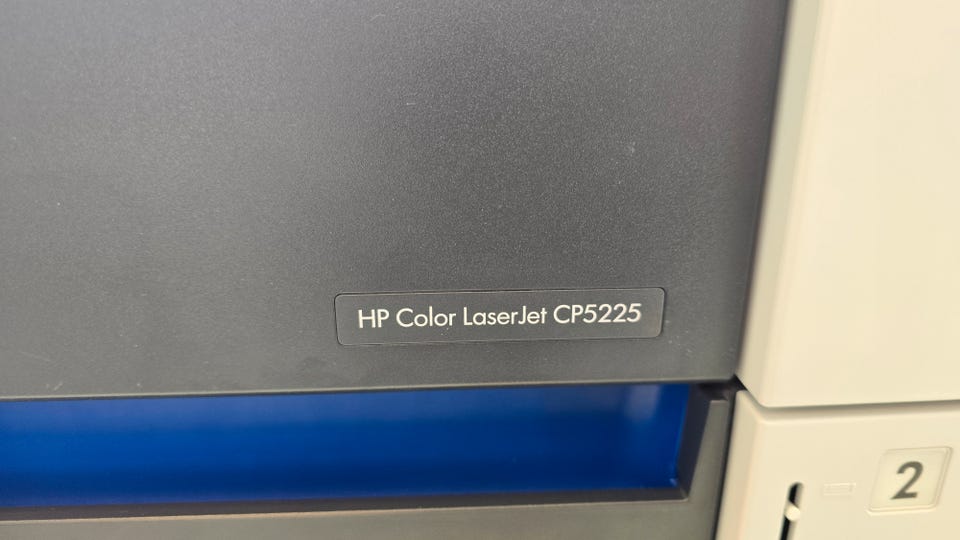 HP Color LaserJet CP5225
2